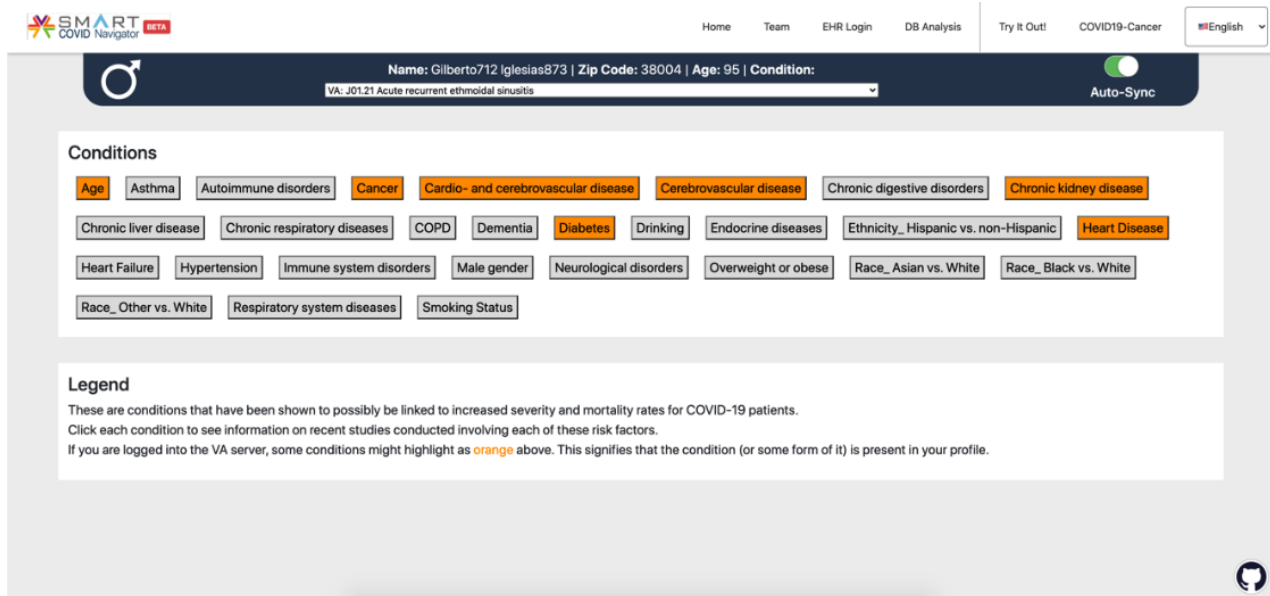 SMART
COVID Navigator BETA
Home Team EHR Login DB Analysis Try It Out! COVID19-Cancer English
Name: Gilberto712 Iglesias873 | Zip Code: 38004 | Age: 95 | Condition:
VA: J01.21 Acute recurrent ethmoidal sinusitis
Auto-Sync
Conditions
Age Asthma Autoimmune disorders Cancer Cardio- and cerebrovascular disease Cerebrovascular disease Chronic digestive disorders Chronic kidney disease
Chronic liver disease Chronic respiratory diseases COPD Dementia Diabetes Drinking Endocrine diseases Ethnicity_ Hispanic vs. non-Hispanic Heart Disease
Heart Failure Hypertension Immune system disorders Male gender Neurological disorders Overweight or obese Race_ Asian vs. White Race_ Black vs. White
Race_ Other vs. White Respiratory system diseases Smoking Status
Legend
These are conditions that have been shown to possibly be linked to increased severity and mortality rates for COVID-19 patients.
Click each condition to see information on recent studies conducted involving each of these risk factors.
If you are logged into the VA server, some conditions might highlight as orange above. This signifies that the condition (or some form of it) is present in your profile.